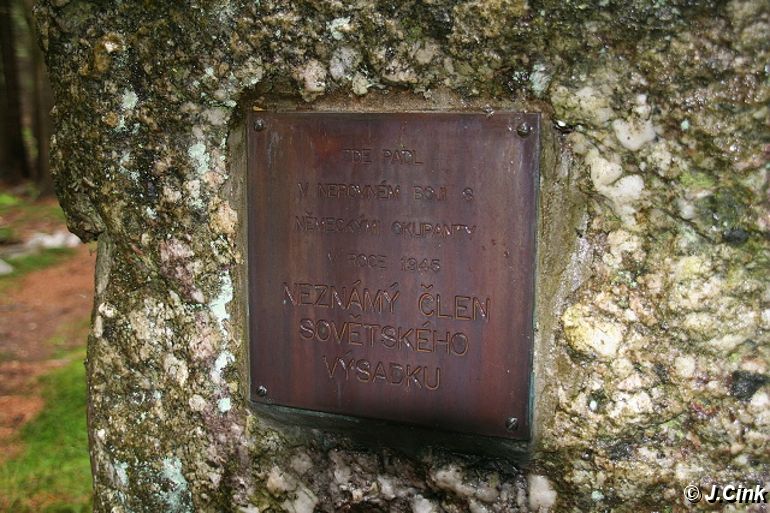 ZDE PADL
V NEROVNÉM BOJI S
NĚMECKÝMI OKUPANTY
V ROCE 1945
NEZNÁMÝ ČLEN
SOVĚTSKÉHO
VÝSADKU
© J.Cink